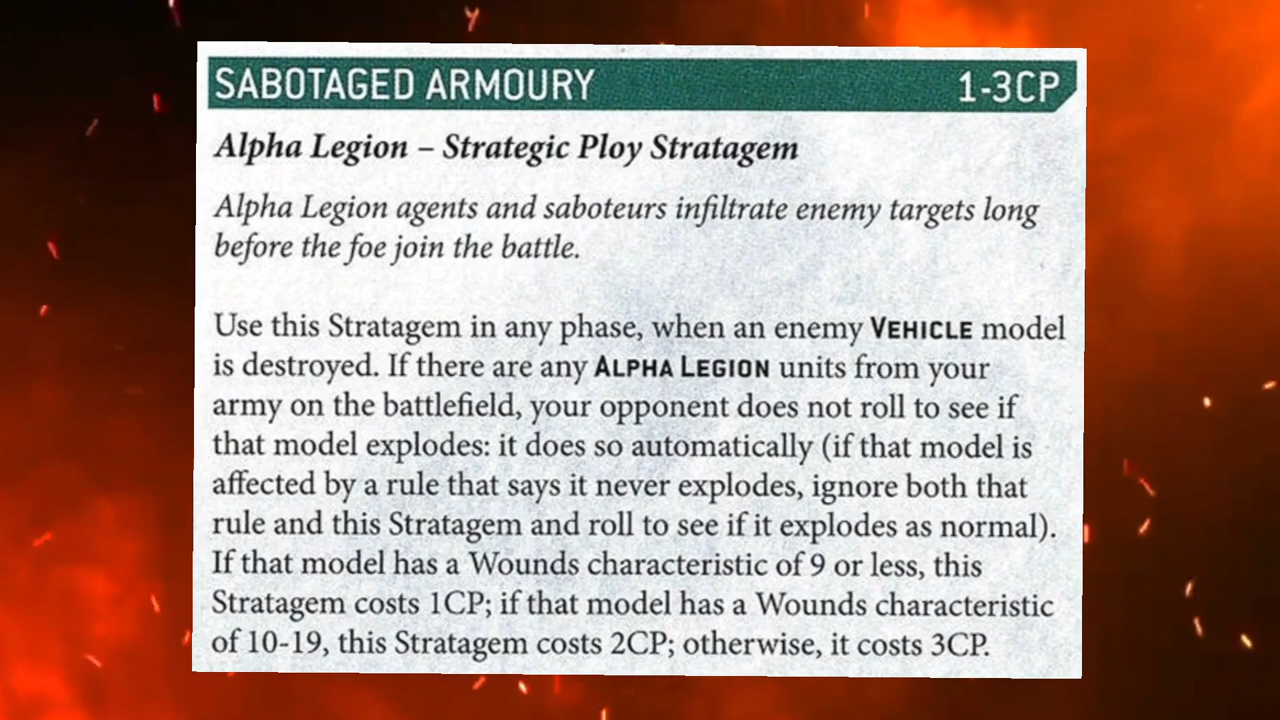 SABOTAGED ARMOURY 1-3CP
Alpha Legion – Strategic Ploy Stratagem
Alpha Legion agents and saboteurs infiltrate enemy targets long
before the foe join the battle.
Use this Stratagem in any phase, when an enemy VEHICLE model
is destroyed. If there are any ALPHA LEGION units from your
army on the battlefield, your opponent does not roll to see if
that model explodes: it does so automatically (if that model is
affected by a rule that says it never explodes, ignore both that
rule and this Stratagem and roll to see if it explodes as normal).
If that model has a Wounds characteristic of 9 or less, this
Stratagem costs 1CP; if that model has a Wounds characteristic
of 10-19, this Stratagem costs 2CP; otherwise, it costs 3CP.